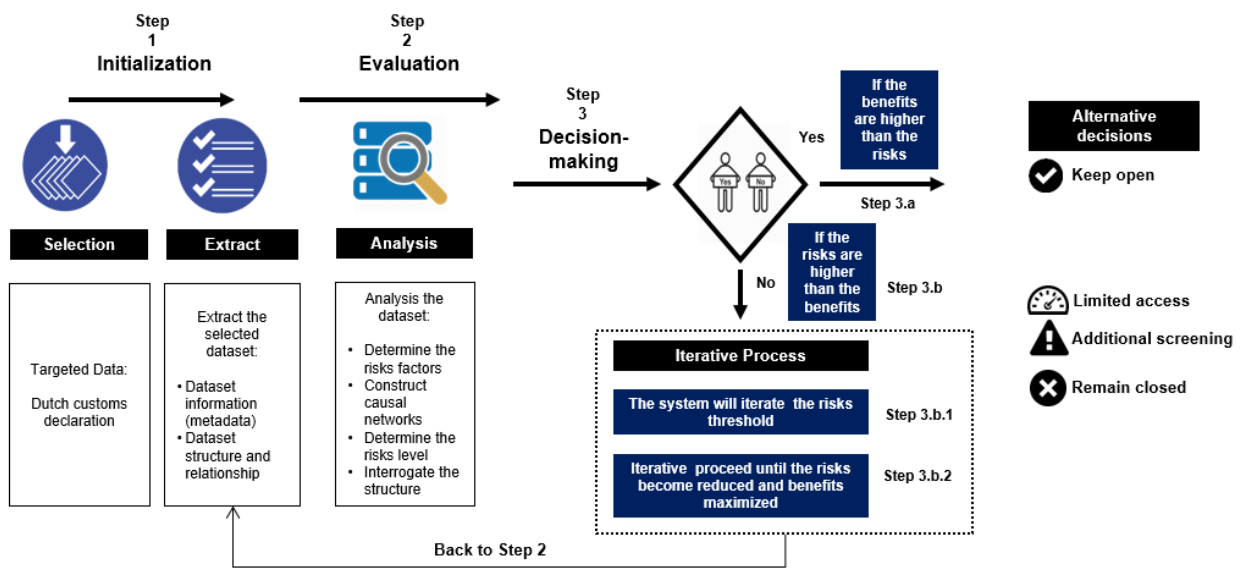 Step
1
Initialization
Step
2
Evaluation
Step
3
Decision-
making
Yes
No
Yes
If the
benefits
are higher
than the
risks
Step 3.a
Alternative
decisions
Keep open
Selection
Extract
Analysis
Targeted Data:
Dutch customs
declaration
Extract the
selected
dataset:
• Dataset
information
(metadata)
• Dataset
structure and
relationship
Analysis the
dataset:
• Determine the
risks factors
• Construct
causal
networks
• Determine the
risks level
• Interrogate the
structure
No
If the
risks are
higher
than the
benefits
Step 3.b
Limited access
Additional screening
Remain closed
Iterative Process
The system will iterate the risks
threshold
Step 3.b.1
Iterative proceed until the risks
become reduced and benefits
maximized
Step 3.b.2
Back to Step 2